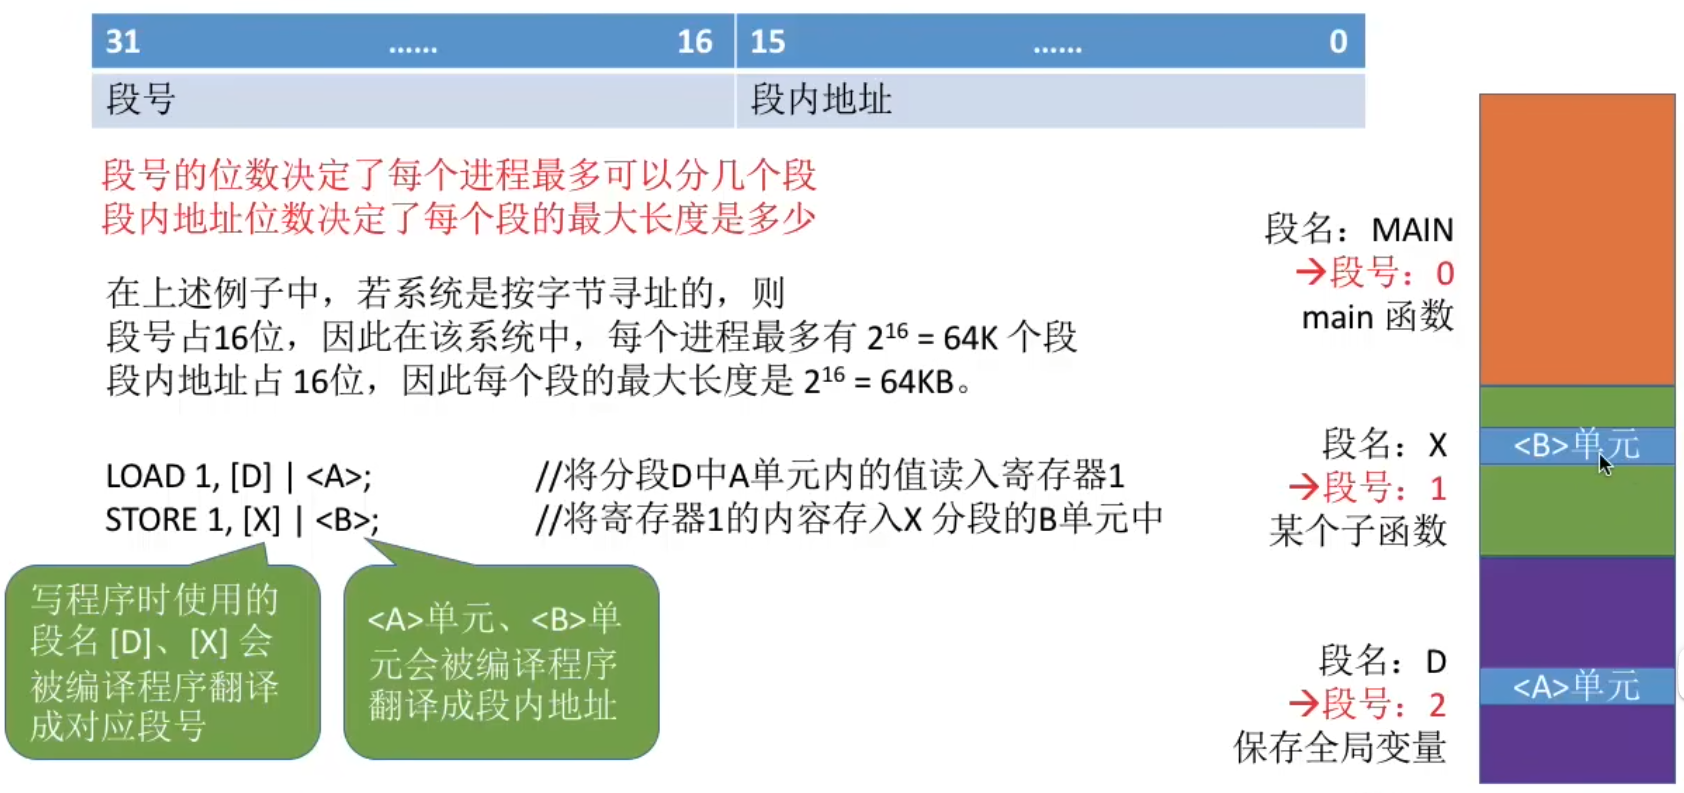 31 …… 16 15 …… 0
段号 段内地址
段号的位数决定了每个进程最多可以分几个段
段内地址位数决定了每个段的最大长度是多少
在上述例子中，若系统是按字节寻址的，则
段号占16位，因此在该系统中，每个进程最多有 2¹⁶ = 64K 个段
段内地址占 16位，因此每个段的最大长度是 2¹⁶ = 64KB。
LOAD 1, [D] | <A>; //将分段D中A单元内的值读入寄存器1
STORE 1, [X] | <B>; //将寄存器1的内容存入X 分段的B单元中
写程序时使用的
段名 [D]、[X] 会
被编译程序翻译
成对应段号
<A>单元、<B>单
元会被编译程序
翻译成段内地址
段名：MAIN
→段号：0
main 函数
段名：X
→段号：1
某个子函数
段名：D
→段号：2
保存全局变量
<B>单元
<A>单元